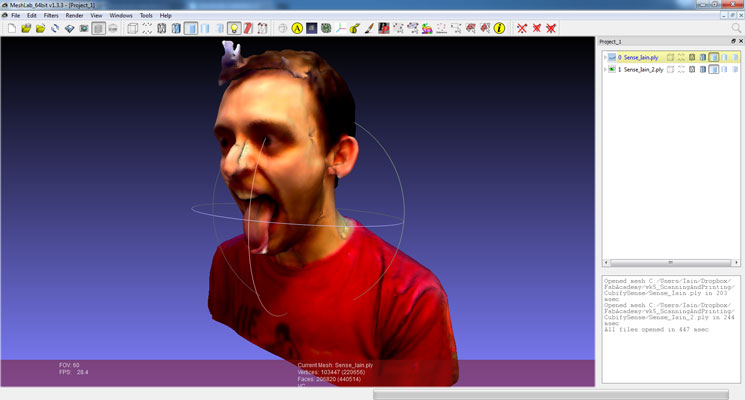 MeshLab_64bit v1.3.3 - [Project_1]
File Edit Filters Render View Windows Tools Help
Project_1
0 Sense_Iain.ply
1 Sense_Iain_2.ply
Opened mesh C:/Users/Iain/Dropbox/
FabAcademy/wk5_ScanningAndPrinting/
CubifySense/Sense_Iain.ply in 203
msec
Opened mesh C:/Users/Iain/Dropbox/
FabAcademy/wk5_ScanningAndPrinting/
CubifySense/Sense_Iain_2.ply in 244
msec
All files opened in 447 msec
FOV: 60
FPS: 28.4
Current Mesh: Sense_Iain.ply
Vertices: 103447 (220656)
Faces: 206820 (440514)
VC